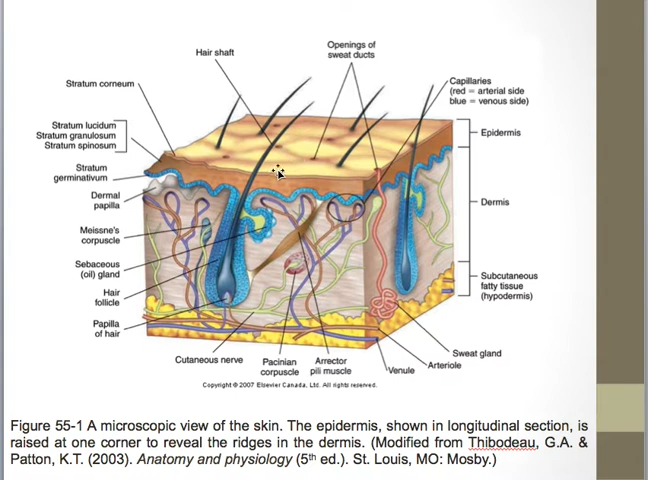 Hair shaft
Openings of
sweat ducts
Stratum corneum
Capillaries
(red = arterial side
blue = venous side)
Stratum lucidum
Stratum granulosum
Stratum spinosum
Epidermis
Stratum
germinativum
Dermal
papilla
Dermis
Meissne's
corpuscle
Sebaceous
(oil) gland
Subcutaneous
fatty tissue
(hypodermis)
Hair
follicle
Papilla
of hair
Cutaneous nerve
Pacinian
corpuscle
Arrector
pili muscle
Venule
Arteriole
Sweat gland
Copyright © 2007 Elsevier Canada, Ltd. All rights reserved.
Figure 55-1 A microscopic view of the skin. The epidermis, shown in longitudinal section, is
raised at one corner to reveal the ridges in the dermis. (Modified from Thibodeau, G.A. &
Patton, K.T. (2003). Anatomy and physiology (5th ed.). St. Louis, MO: Mosby.)